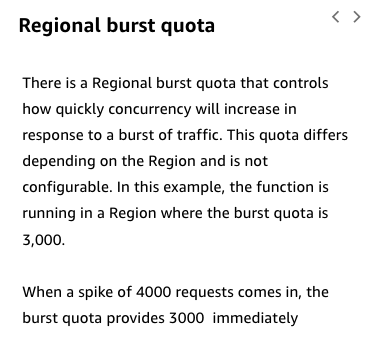 Regional burst quota
There is a Regional burst quota that controls
how quickly concurrency will increase in
response to a burst of traffic. This quota differs
depending on the Region and is not
configurable. In this example, the function is
running in a Region where the burst quota is
3,000.
When a spike of 4000 requests comes in, the
burst quota provides 3000  immediately